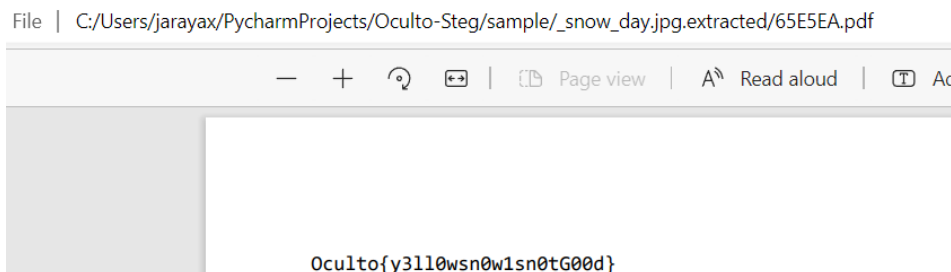 File | C:/Users/jarayax/PycharmProjects/Oculto-Steg/sample/_snow_day.jpg.extracted/65E5EA.pdf
Page view | A Read aloud | T
Oculto{y3ll0wsn0w1sn0tG00d}